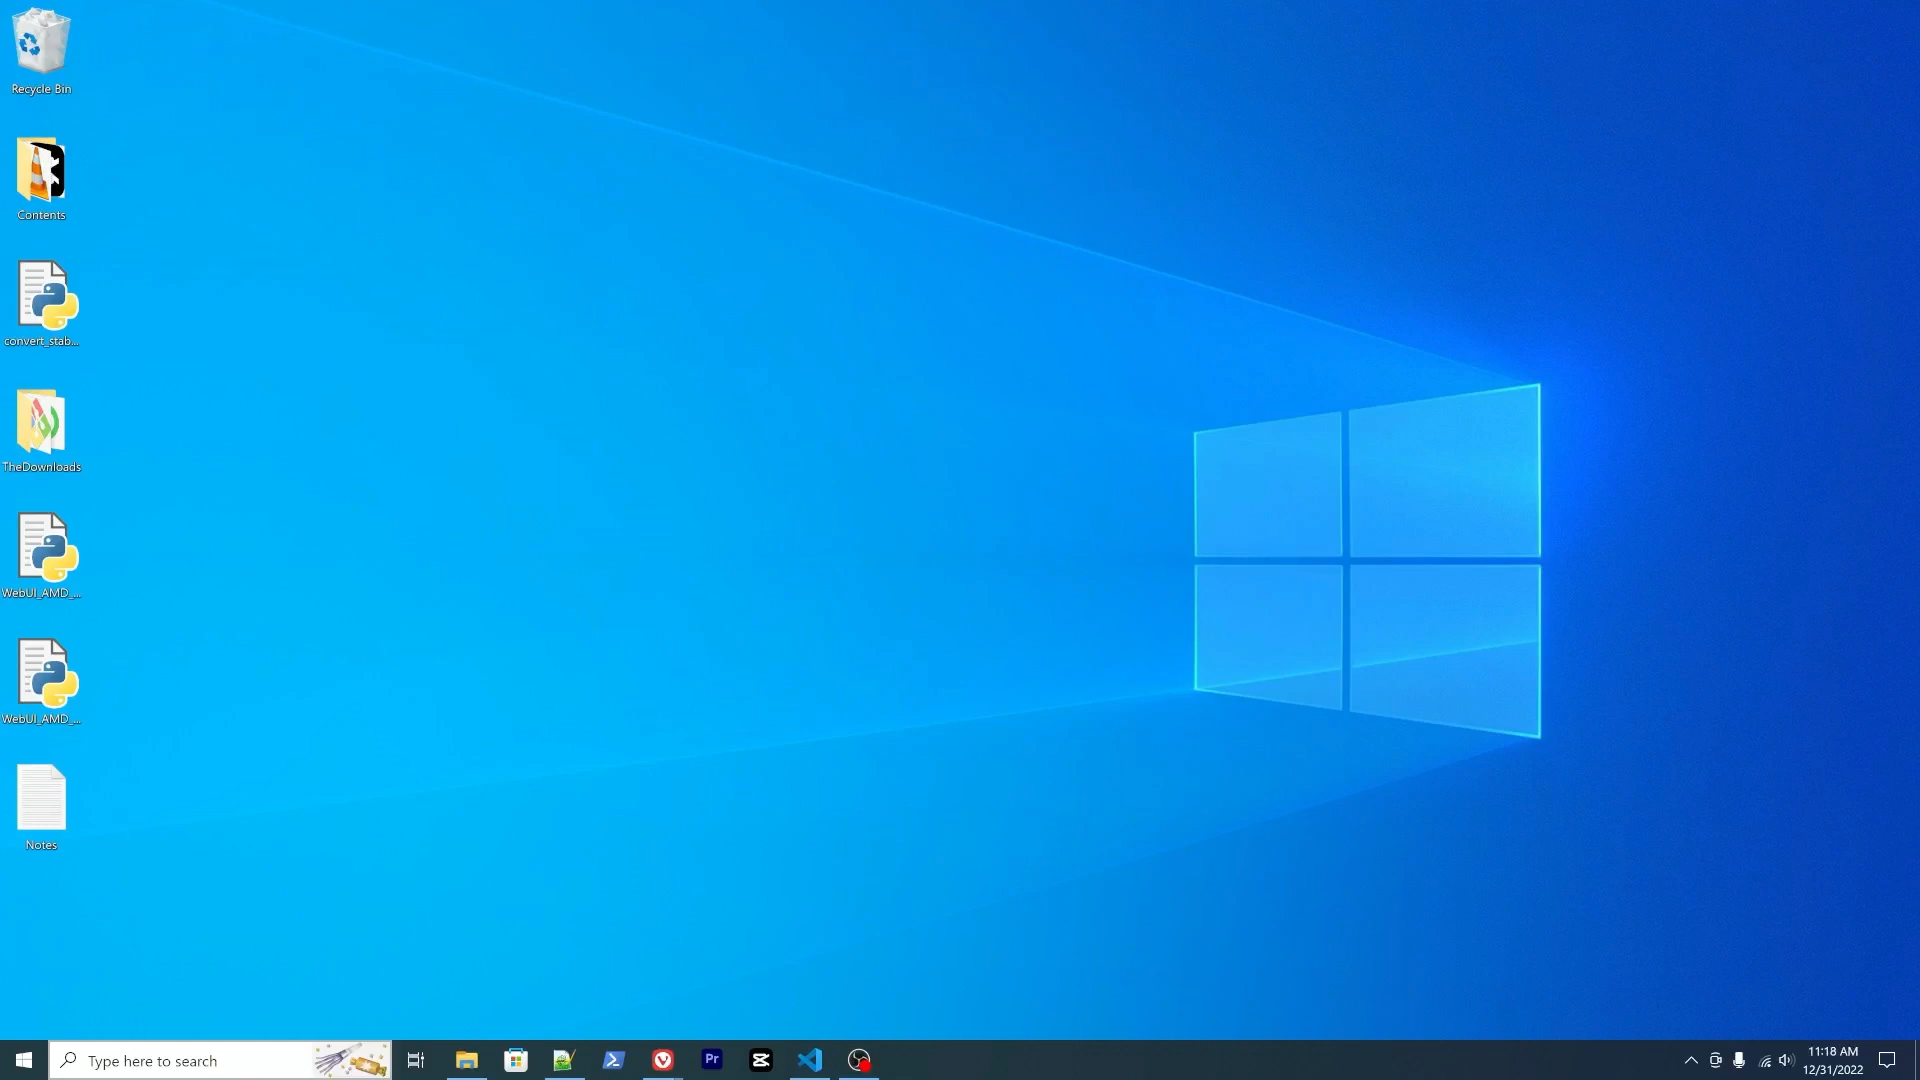 Recycle Bin
Contents
convert_stab...
TheDownloads
WebUI_AMD_...
WebUI_AMD_...
Notes
Type here to search
Pr
11:18 AM
12/31/2022